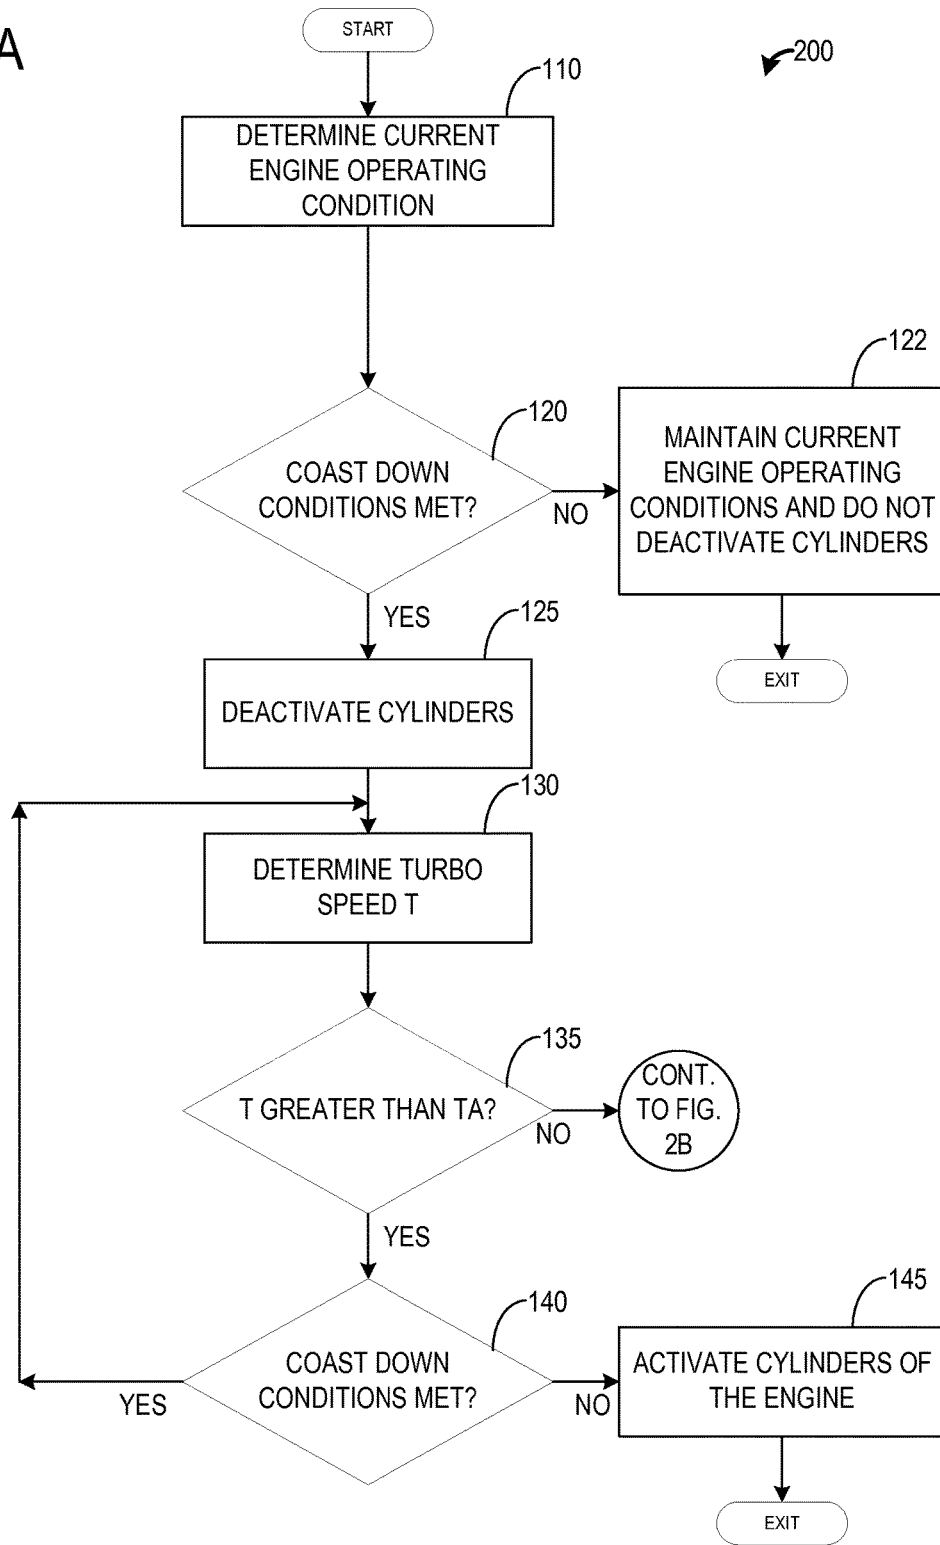 A
START
200
110
DETERMINE CURRENT
ENGINE OPERATING
CONDITION
122
120
MAINTAIN CURRENT
ENGINE OPERATING
CONDITIONS AND DO NOT
DEACTIVATE CYLINDERS
COAST DOWN
CONDITIONS MET?
NO
YES
125
EXIT
DEACTIVATE CYLINDERS
130
DETERMINE TURBO
SPEED T
135
T GREATER THAN TA?
NO
CONT.
TO FIG.
2B
YES
140
145
COAST DOWN
CONDITIONS MET?
YES
NO
ACTIVATE CYLINDERS OF
THE ENGINE
EXIT